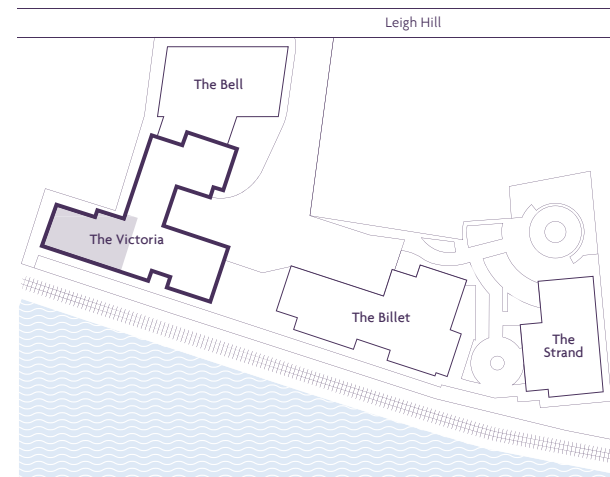 Leigh Hill
The Bell
The Victoria
The Billet
The
Strand